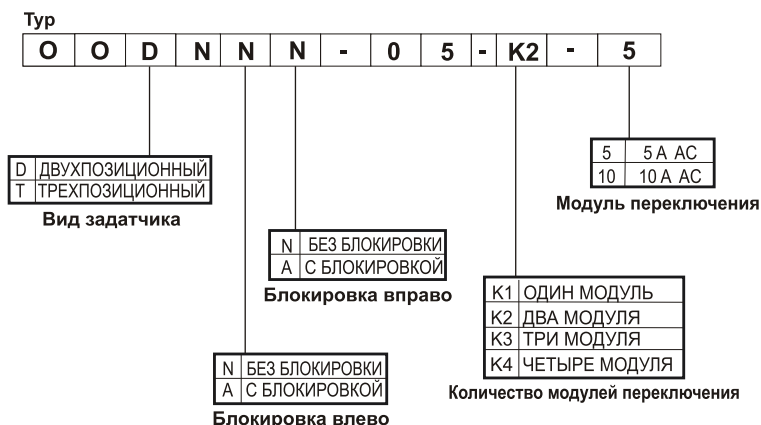 Typ
O O D N N N - 0 5 - K2 - 5
D ДВУХПОЗИЦИОННЫЙ
T ТРЕХПОЗИЦИОННЫЙ
Вид задатчика
5 5 A AC
10 10 A AC
Модуль переключения
N БЕЗ БЛОКИРОВКИ
A С БЛОКИРОВКОЙ
Блокировка вправо
K1 ОДИН МОДУЛЬ
K2 ДВА МОДУЛЯ
K3 ТРИ МОДУЛЯ
K4 ЧЕТЫРЕ МОДУЛЯ
Количество модулей переключения
N БЕЗ БЛОКИРОВКИ
A С БЛОКИРОВКОЙ
Блокировка влево